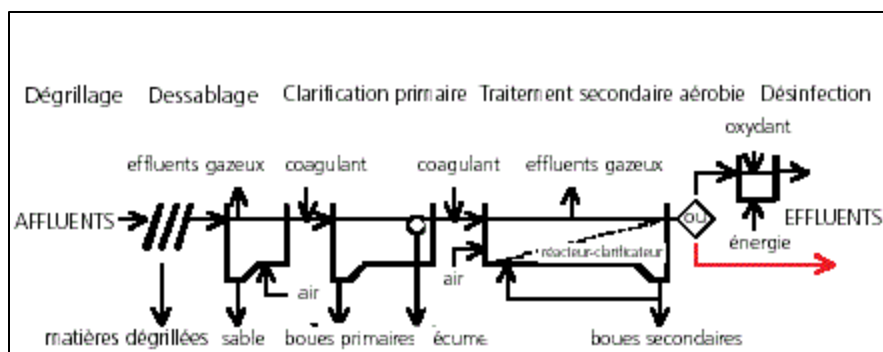 Dégrillage Dessablage Clarification primaire Traitement secondaire aérobie Désinfection
oxydant
effluents gazeux coagulant coagulant effluents gazeux
AFFLUENTS ou EFFLUENTS
énergie
réacteur-clarificateur
air
air
matières dégrillées sable boues primaires écume boues secondaires